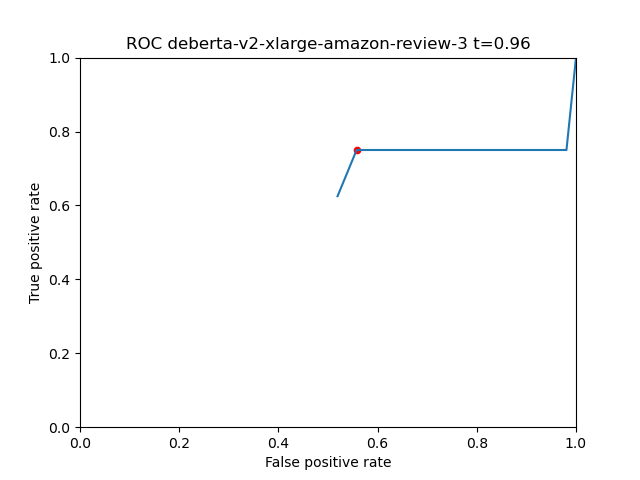 ROC deberta-v2-xlarge-amazon-review-3 t=0.96
1.0
0.8
0.6
0.4
0.2
0.0
True positive rate
0.0 0.2 0.4 0.6 0.8 1.0
False positive rate